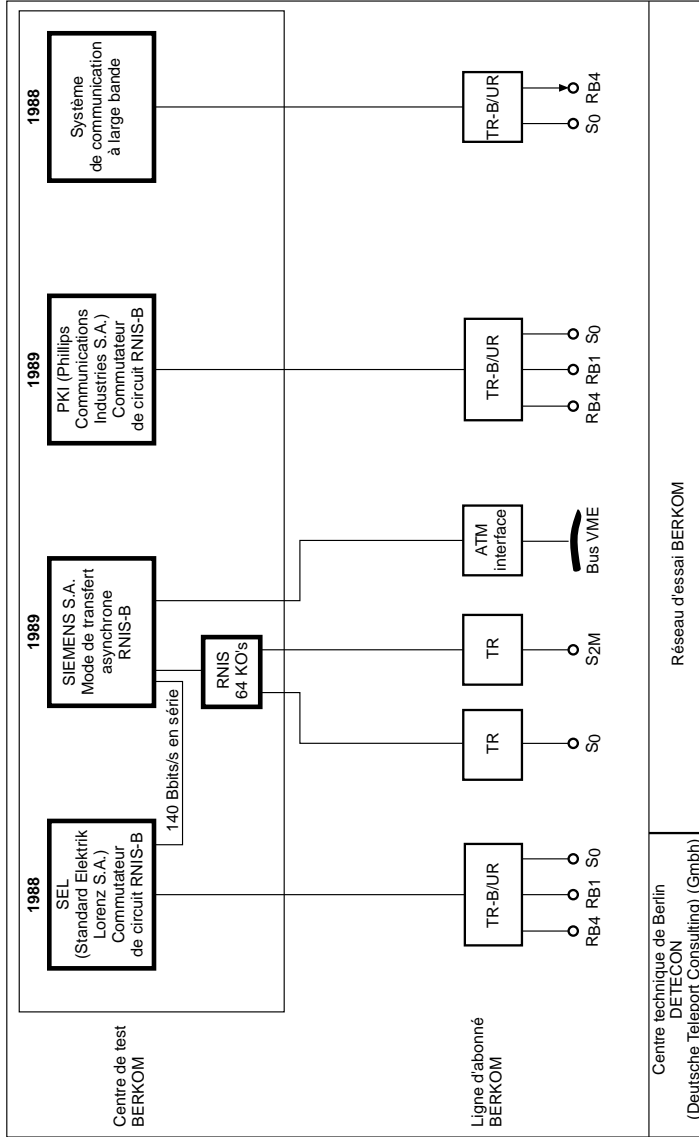 1988
1989
1989
1988
SEL
(Standard Elektrik
Lorenz S.A.)
Commutateur
de circuit RNIS-B
SIEMENS S.A.
Mode de transfert
asynchrone
RNIS-B
PKI (Phillips
Communications
Industries S.A.)
Commutateur
de circuit RNIS-B
Système
de communication
à large bande
Centre de test
BERKOM
140 Bbits/s en série
RNIS
64 KO's
Ligne d'abonné
BERKOM
TR-B/UR
TR
TR
ATM
interface
TR-B/UR
TR-B/UR
RB4
RB1
S0
S0
S2M
Bus VME
RB4
RB1
S0
S0
RB4
Centre technique de Berlin
DETECON
(Deutsche Teleport Consulting) (Gmbh)
Réseau d'essai BERKOM